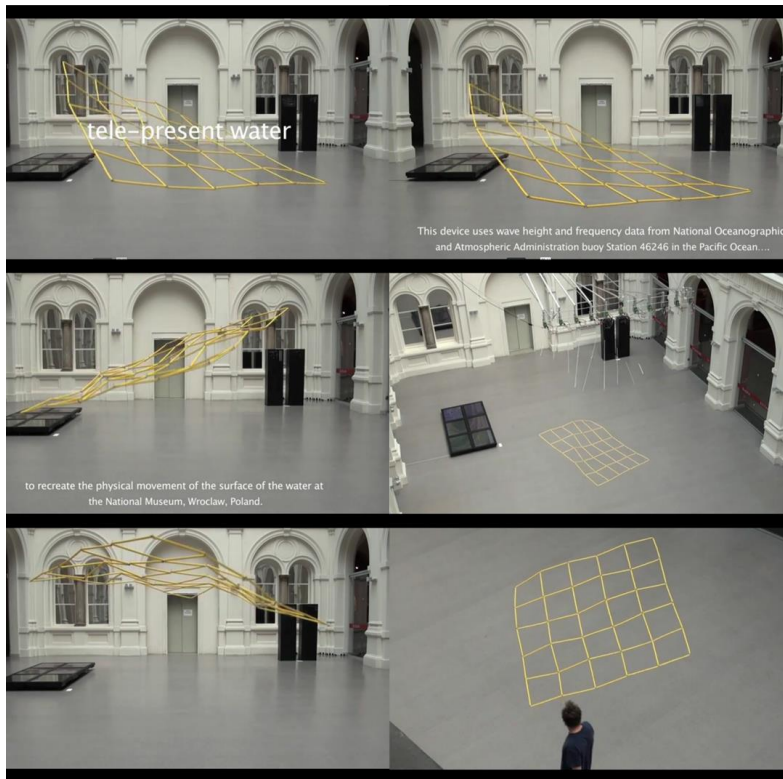 tele-present water
This device uses wave height and frequency data from National Oceanographic
and Atmospheric Administration buoy Station 46246 in the Pacific Ocean....
to recreate the physical movement of the surface of the water at
the National Museum, Wroclaw, Poland.